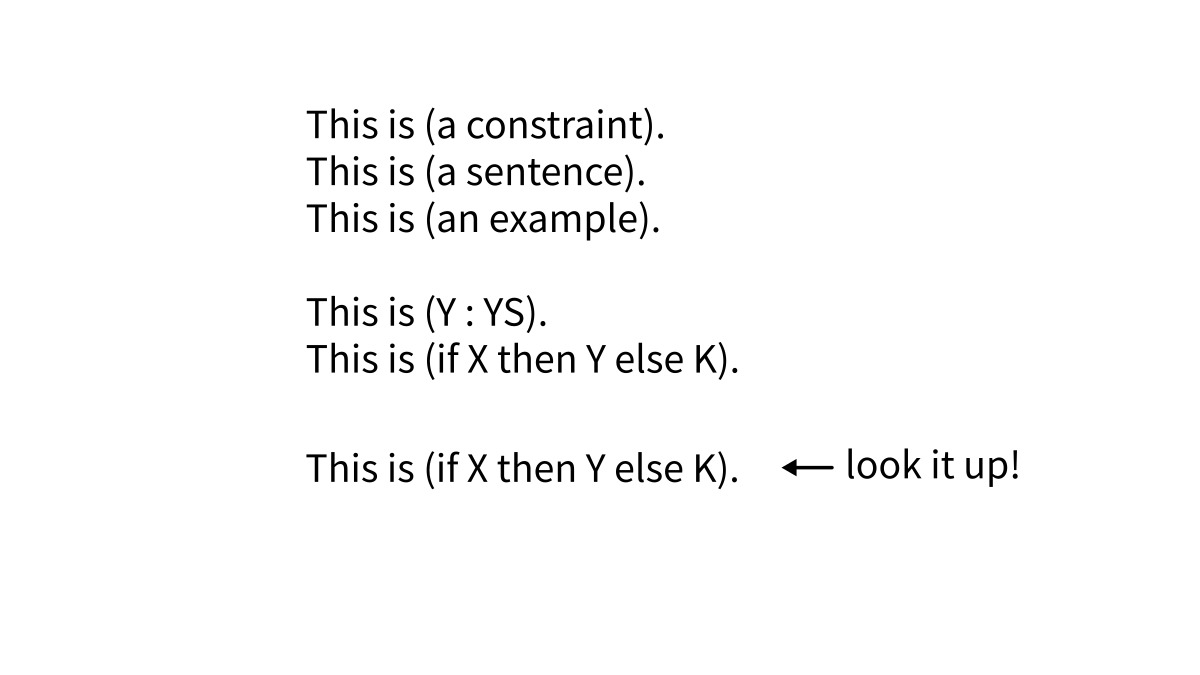 This is (a constraint).
This is (a sentence).
This is (an example).
This is (Y : YS).
This is (if X then Y else K).
This is (if X then Y else K). ← look it up!